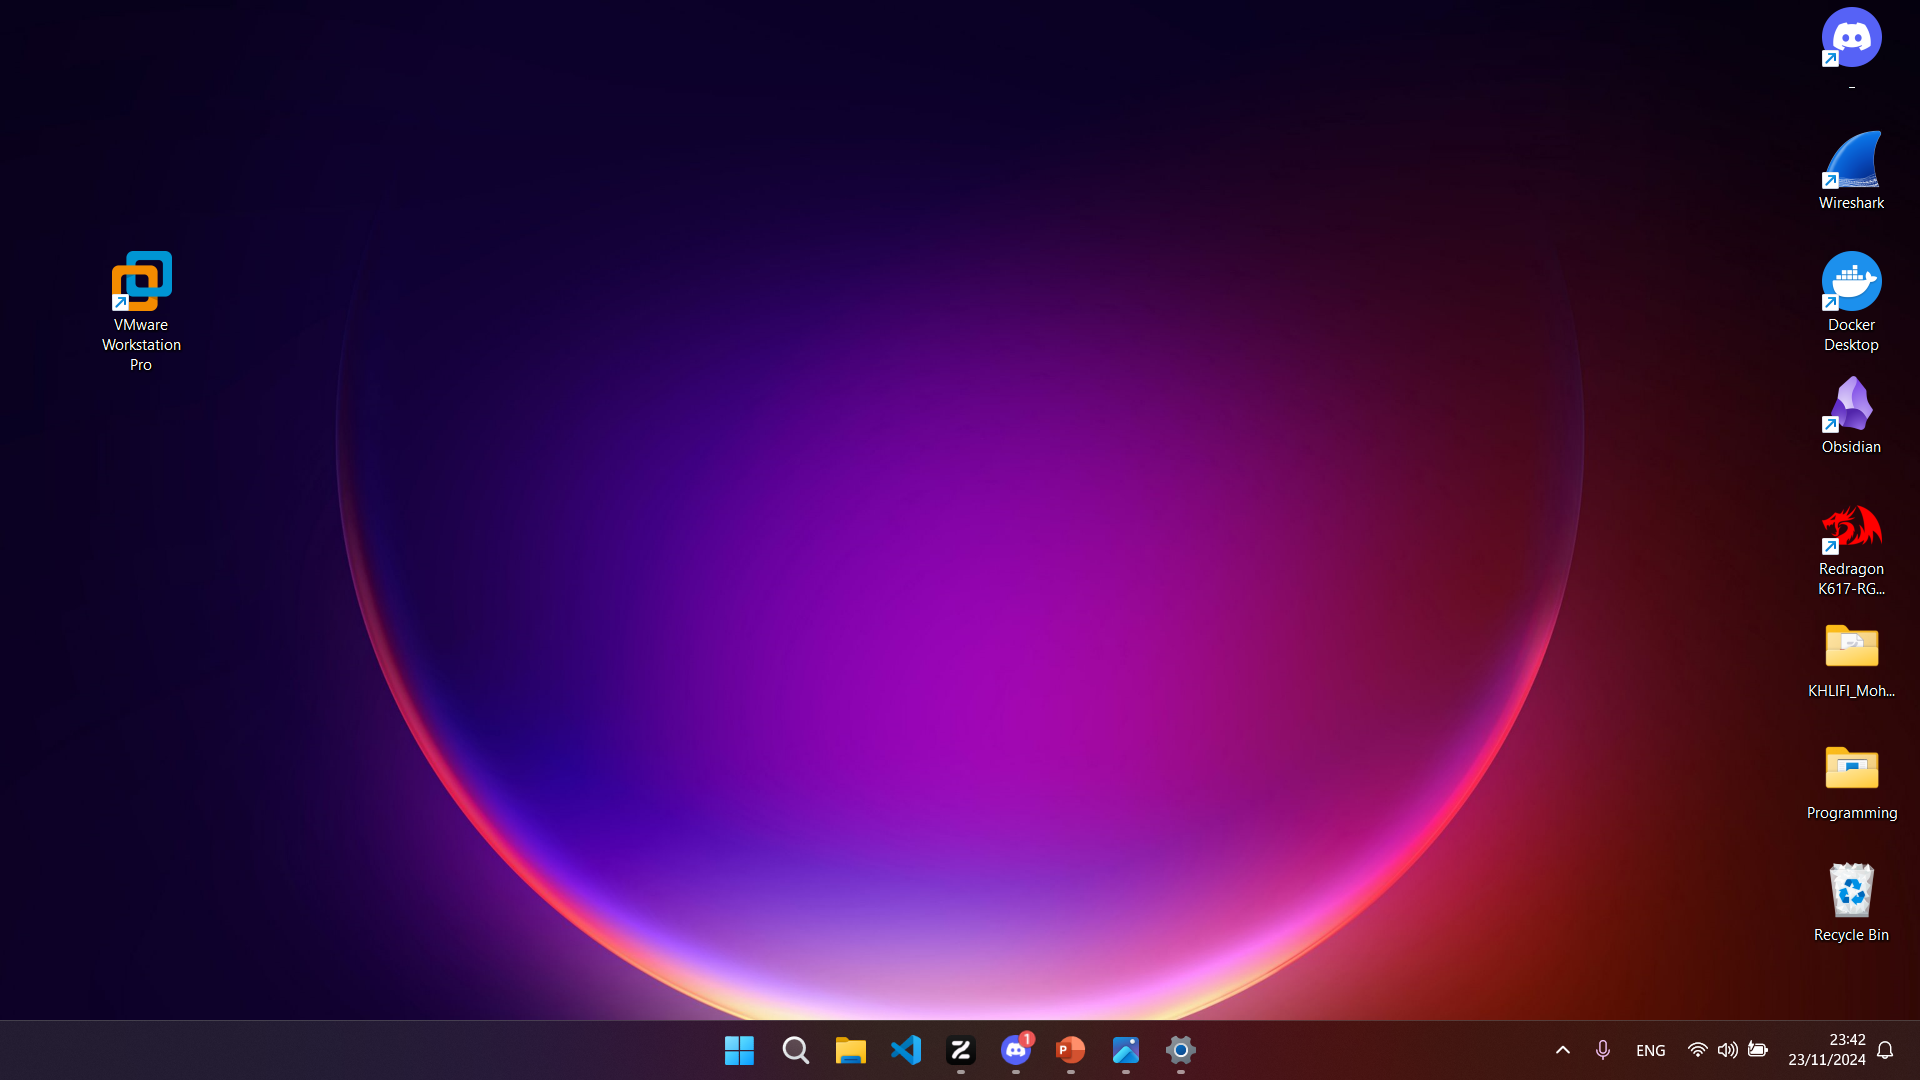 _
Wireshark
VMware
Workstation
Pro
Docker
Desktop
Obsidian
Redragon
K617-RG...
KHLIFI_Moh...
Programming
Recycle Bin
1
P
ENG
23:42
23/11/2024